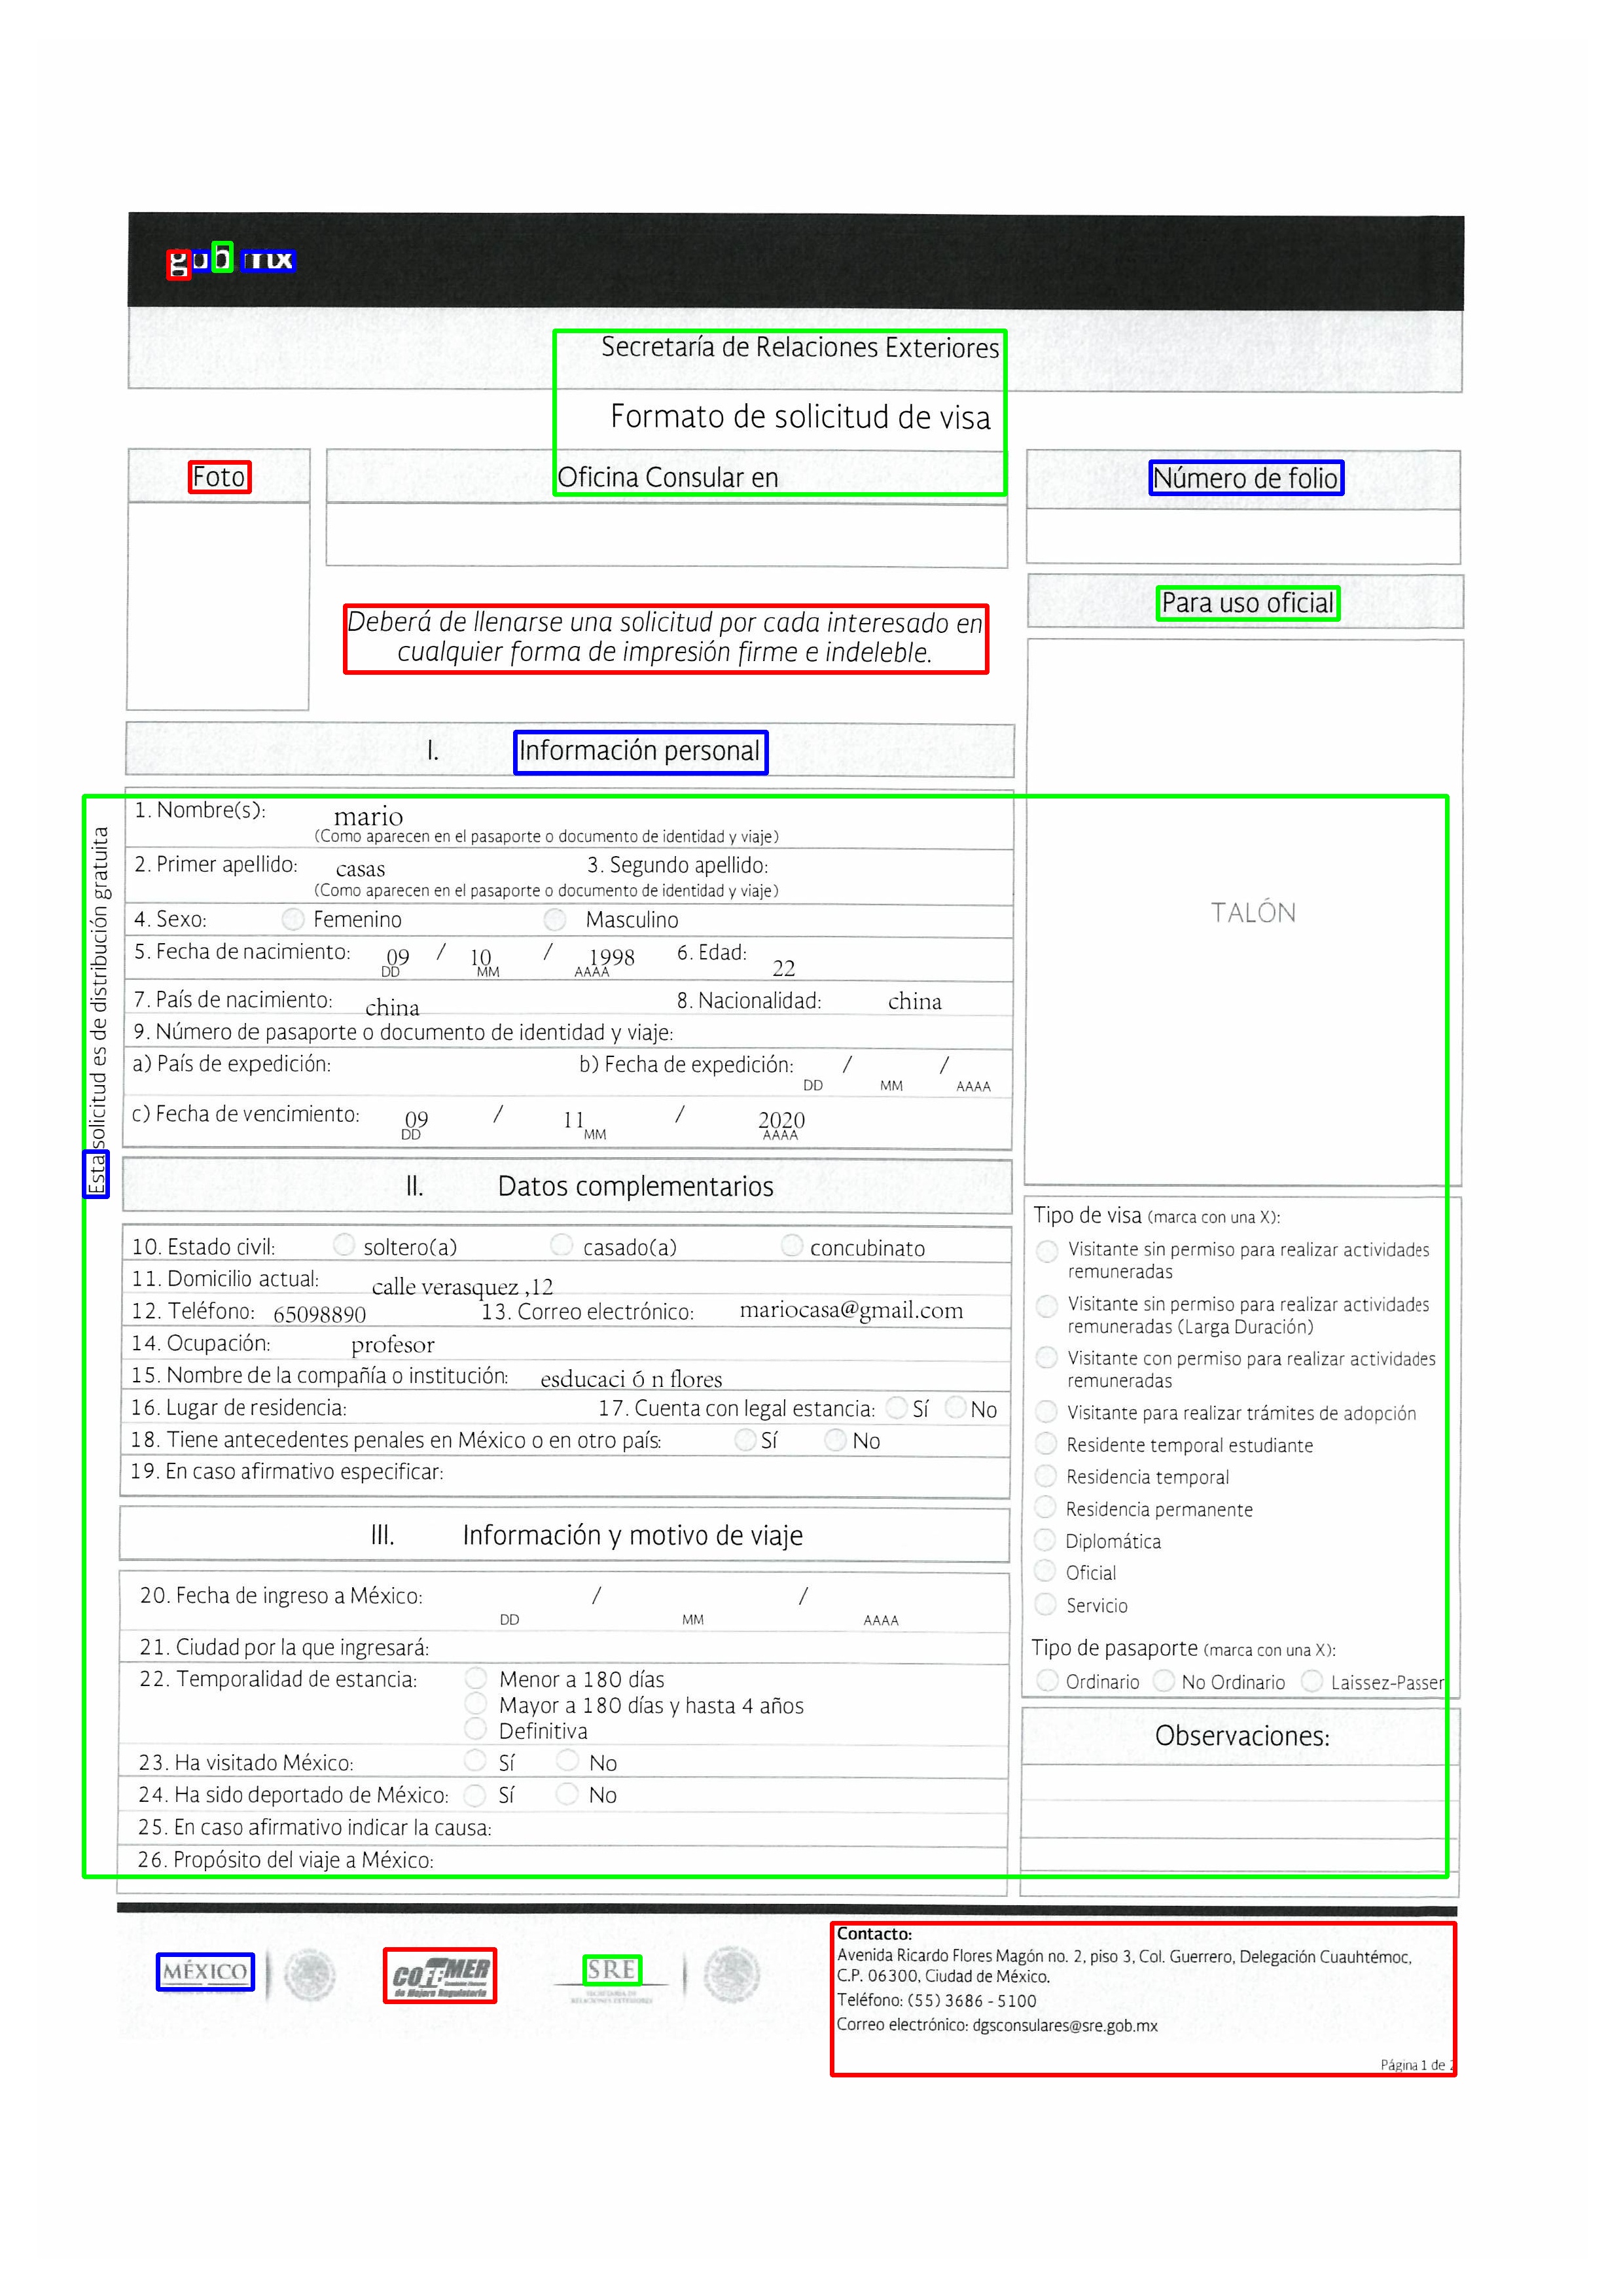 gob mx
Secretaría de Relaciones Exteriores
Formato de solicitud de visa
Foto
Oficina Consular en
Número de folio
Para uso oficial
Deberá de llenarse una solicitud por cada interesado en
cualquier forma de impresión firme e indeleble.
I. Información personal
Esta solicitud es de distribución gratuita
1. Nombre(s): mario
(Como aparecen en el pasaporte o documento de identidad y viaje)
2. Primer apellido: casas 3. Segundo apellido:
(Como aparecen en el pasaporte o documento de identidad y viaje)
4. Sexo: Femenino Masculino
5. Fecha de nacimiento: 09 / 10 / 1998 6. Edad: 22
DD MM AAAA
7. País de nacimiento: china 8. Nacionalidad: china
9. Número de pasaporte o documento de identidad y viaje:
a) País de expedición: b) Fecha de expedición: / /
DD MM AAAA
c) Fecha de vencimiento: 09 / 11 / 2020
DD MM AAAA
II. Datos complementarios
10. Estado civil: soltero(a) casado(a) concubinato
11. Domicilio actual: calle verasquez ,12
12. Teléfono: 65098890 13. Correo electrónico: mariocasa@gmail.com
14. Ocupación: profesor
15. Nombre de la compañía o institución: esducaci ó n flores
16. Lugar de residencia: 17. Cuenta con legal estancia: Sí No
18. Tiene antecedentes penales en México o en otro país: Sí No
19. En caso afirmativo especificar:
III. Información y motivo de viaje
20. Fecha de ingreso a México: / /
DD MM AAAA
21. Ciudad por la que ingresará:
22. Temporalidad de estancia: Menor a 180 días
Mayor a 180 días y hasta 4 años
Definitiva
23. Ha visitado México: Sí No
24. Ha sido deportado de México: Sí No
25. En caso afirmativo indicar la causa:
26. Propósito del viaje a México:
TALÓN
Tipo de visa (marca con una X):
Visitante sin permiso para realizar actividades
remuneradas
Visitante sin permiso para realizar actividades
remuneradas (Larga Duración)
Visitante con permiso para realizar actividades
remuneradas
Visitante para realizar trámites de adopción
Residente temporal estudiante
Residencia temporal
Residencia permanente
Diplomática
Oficial
Servicio
Tipo de pasaporte (marca con una X):
Ordinario No Ordinario Laissez-Passer
Observaciones:
MÉXICO
COFEMER
de Mejora Regulatoria
SRE
SECRETARÍA DE
RELACIONES EXTERIORES
Contacto:
Avenida Ricardo Flores Magón no. 2, piso 3, Col. Guerrero, Delegación Cuauhtémoc,
C.P. 06300, Ciudad de México.
Teléfono: (55) 3686 - 5100
Correo electrónico: dgsconsulares@sre.gob.mx
Página 1 de 2